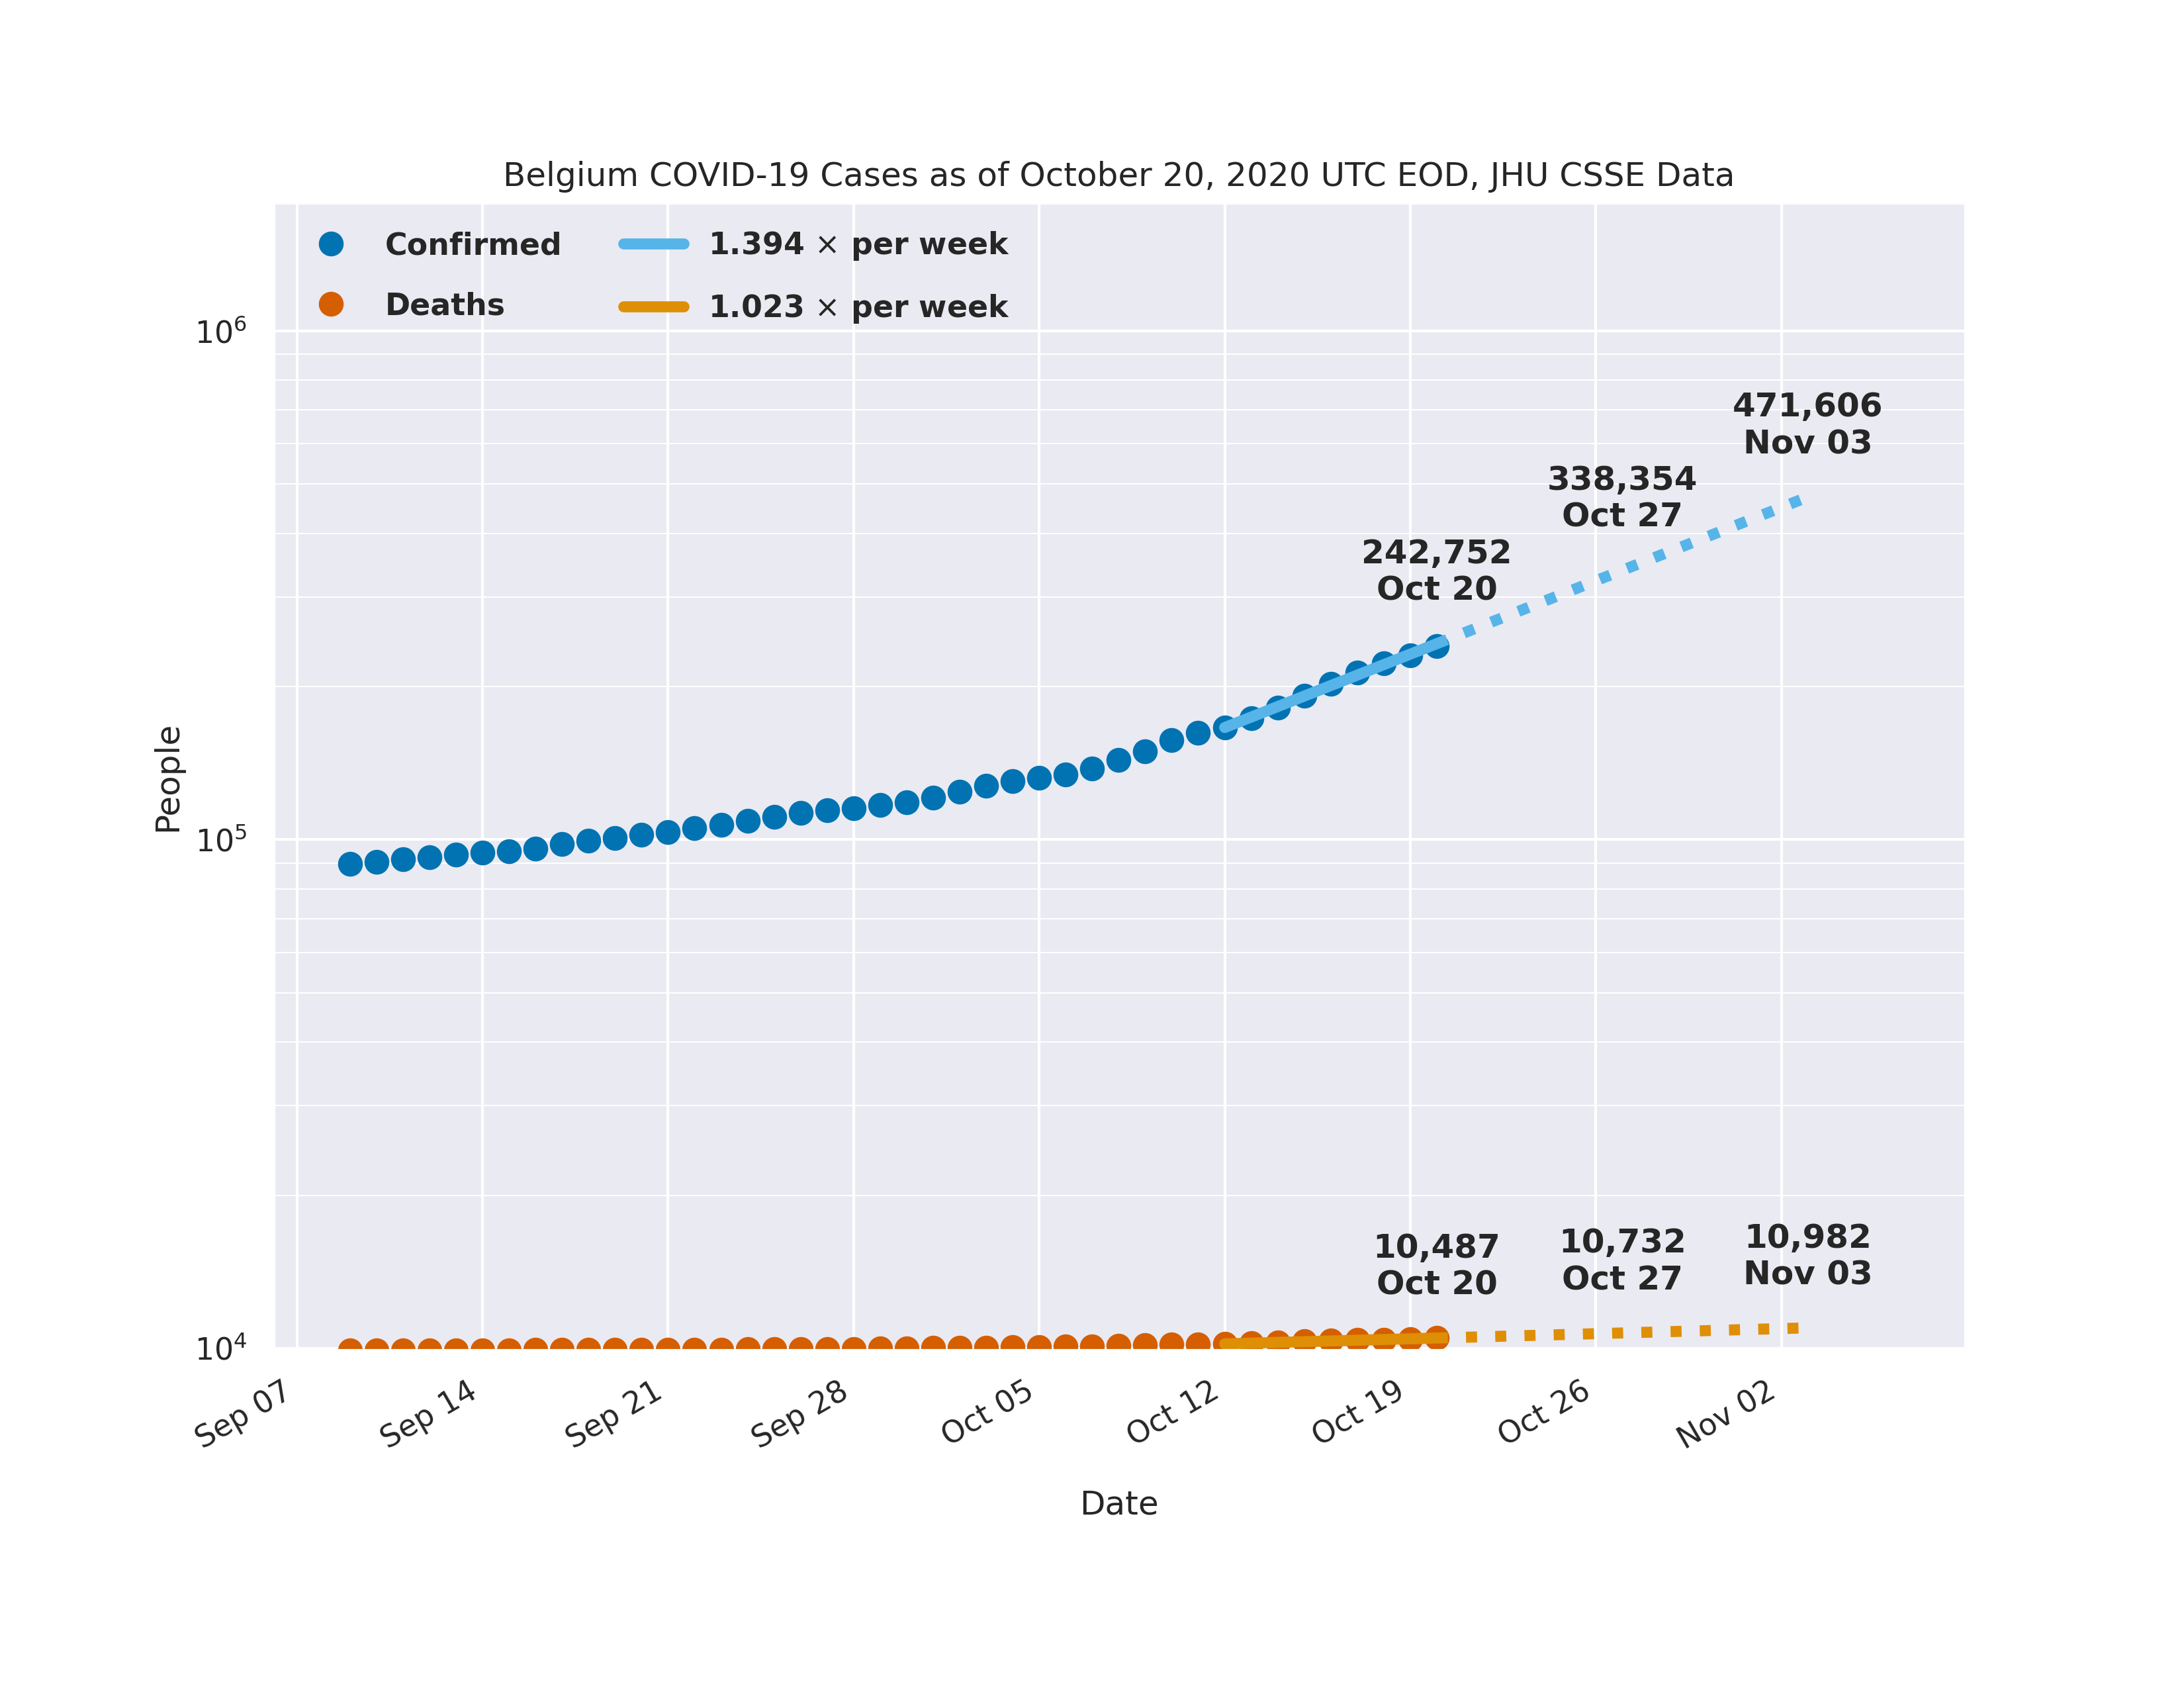 Belgium COVID-19 Cases as of October 20, 2020 UTC EOD, JHU CSSE Data
Confirmed
Deaths
1.394 × per week
1.023 × per week
10⁶
10⁵
10⁴
People
471,606
Nov 03
338,354
Oct 27
242,752
Oct 20
10,487
Oct 20
10,732
Oct 27
10,982
Nov 03
Sep 07
Sep 14
Sep 21
Sep 28
Oct 05
Oct 12
Oct 19
Oct 26
Nov 02
Date